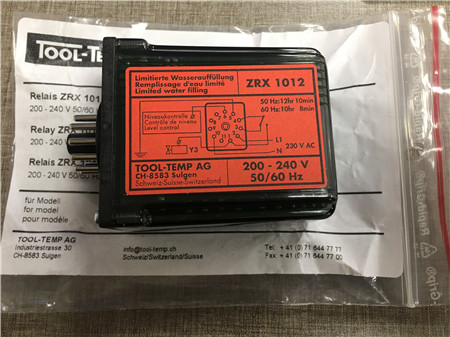 TOOL-TE
Relais ZRX 101
200 - 240 V 50/60
Relay ZRX
200 - 240 V
Relais ZRX
200 - 240 V 50/60 H
für Modell
for model
pour modèle
TOOL-TEMP AG
Industriestrasse 30
CH-8583 Sulgen
info@tool-temp.ch
Schweiz/Switzerland/Suisse
Tel. + 41 (0) 71 644 77 77
Fax + 41 (0) 71 644 77 00
Limitierte Wasserauffüllung
Remplissage d'eau limité
Limited water filling
ZRX 1012
50 Hz:12hr 10min
60 Hz:10hr 8min
Niveaukontrolle
Contrôle de niveau
Level control
Y3
L1
N
230 V AC
TOOL-TEMP AG
CH-8583 Sulgen
Schweiz-Suisse-Switzerland
200 - 240 V
50/60 Hz